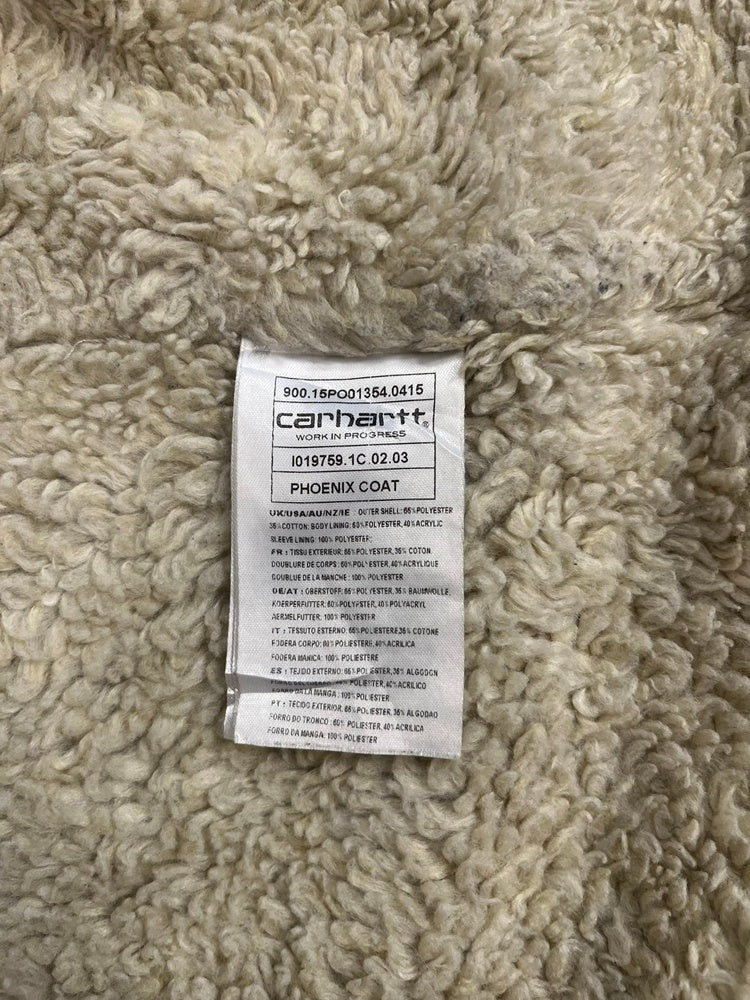 900.15PO01354.0415
carhartt®
WORK IN PROGRESS
I019759.1C.02.03
PHOENIX COAT
UK/USA/AU/NZ/IE : OUTER SHELL: 65% POLYESTER
35% COTTON: BODY LINING: 60% POLYESTER, 40% ACRYLIC
SLEEVE LINING: 100% POLYESTER;
FR : TISSU EXTERIEUR: 65% POLYESTER, 35% COTON
DOUBLURE DE CORPS: 60% POLYESTER, 40% ACRYLIQUE
DOUBLUE DE LA MANCHE: 100% POLYESTER
DE/AT : OBERSTOFF: 65% POLYESTER, 35% BAUMWOLLE,
KOERPERFUTTER: 60% POLYESTER, 40% POLYACRYL
AERMELFUTTER: 100% POLYESTER
IT : TESSUTO ESTERNO: 65% POLIESTERE, 35% COTONE
FODERA CORPO: 60% POLIESTERE, 40% ACRILICA
FODERA MANICA: 100% POLIESTERE
ES : TEJIDO EXTERNO: 65% POLIESTER, 35% ALGODON
POLIESTER, 40% ACRILICO
FORRO DE LA MANGA: 100% POLIESTER
PT : TECIDO EXTERIOR, 65% POLIESTER, 35% ALGODAO
FORRO DO TRONCO: 60% POLIESTER, 40% ACRILICO
FORRO DA MANGA: 100% POLIESTER